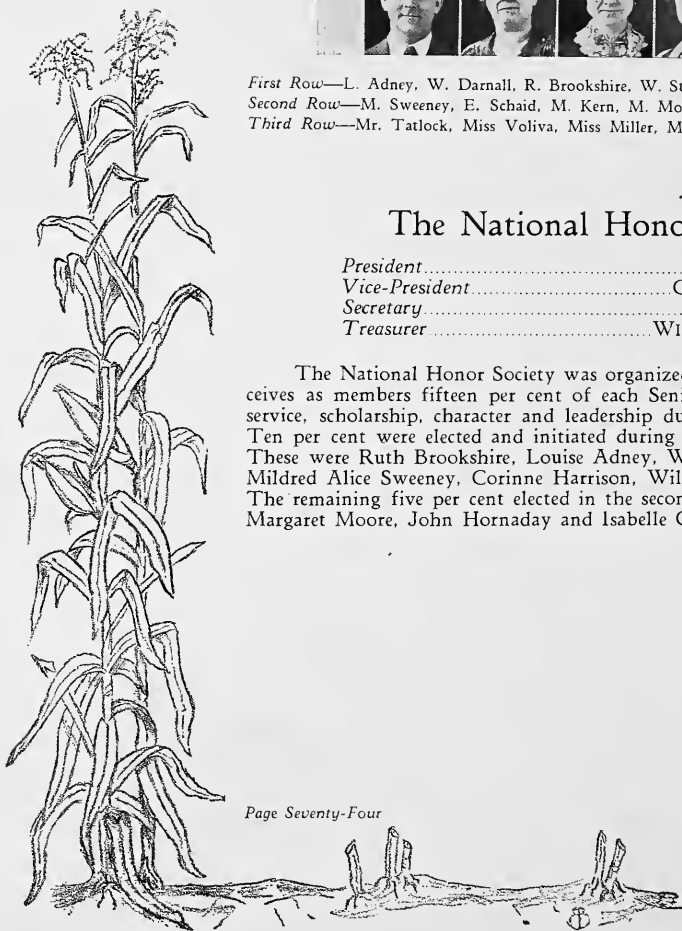 First Row—L. Adney, W. Darnall, R. Brookshire, W. St
Second Row—M. Sweeney, E. Schaid, M. Kern, M. Mo
Third Row—Mr. Tatlock, Miss Voliva, Miss Miller, M
The National Hono
President
Vice-President C
Secretary
Treasurer WI
The National Honor Society was organized
ceives as members fifteen per cent of each Seni
service, scholarship, character and leadership du
Ten per cent were elected and initiated during
These were Ruth Brookshire, Louise Adney, W
Mildred Alice Sweeney, Corinne Harrison, Wil
The remaining five per cent elected in the secon
Margaret Moore, John Hornaday and Isabelle C
Page Seventy-Four